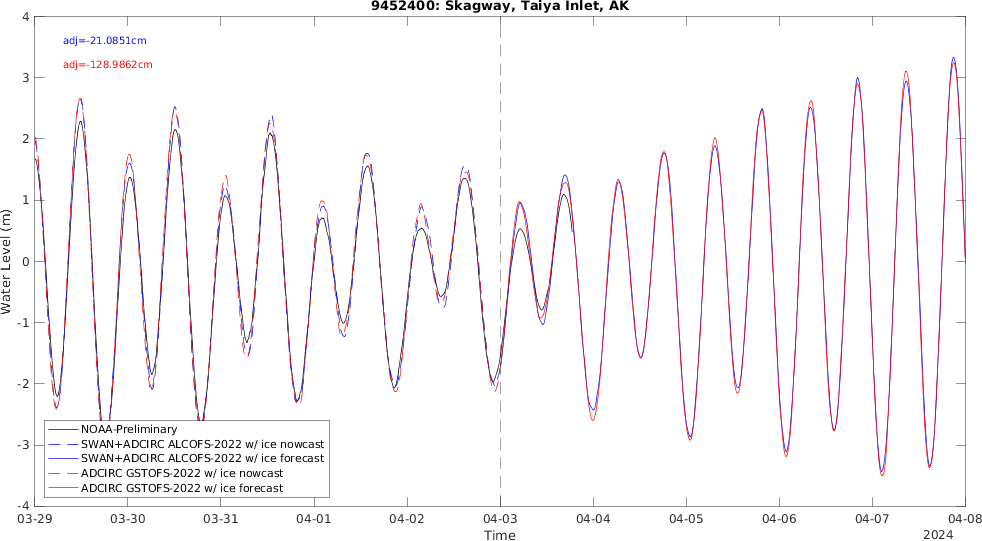 9452400: Skagway, Taiya Inlet, AK
adj=-21.0851cm
adj=-128.9862cm
4
3
2
1
0
-1
-2
-3
-4
Water Level (m)
NOAA-Preliminary
SWAN+ADCIRC ALCOFS-2022 w/ ice nowcast
SWAN+ADCIRC ALCOFS-2022 w/ ice forecast
ADCIRC GSTOFS-2022 w/ ice nowcast
ADCIRC GSTOFS-2022 w/ ice forecast
03-29 03-30 03-31 04-01 04-02 04-03 04-04 04-05 04-06 04-07 04-08
Time
2024